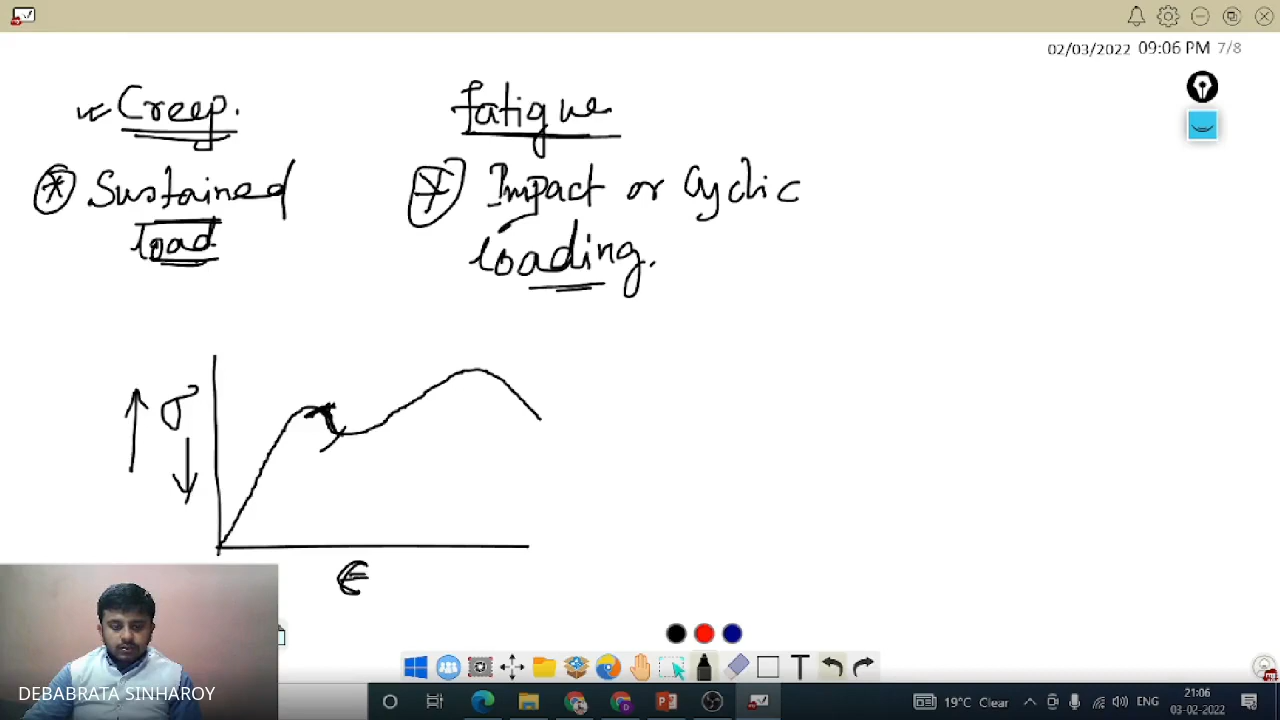 02/03/2022 09:06 PM 7/8
Creep.
fatigue
* Sustained
load
* Impact or Cyclic
loading.
σ
ϵ
DEBABRATA SINHAROY
T
19°C Clear
ENG
21:06
03-02-2022